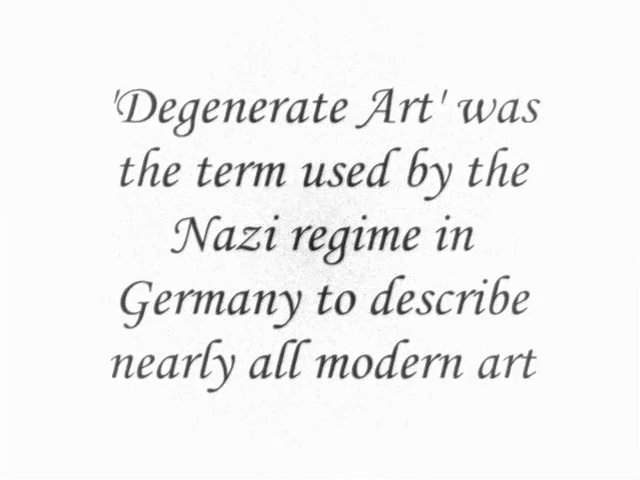 'Degenerate Art' was
the term used by the
Nazi regime in
Germany to describe
nearly all modern art